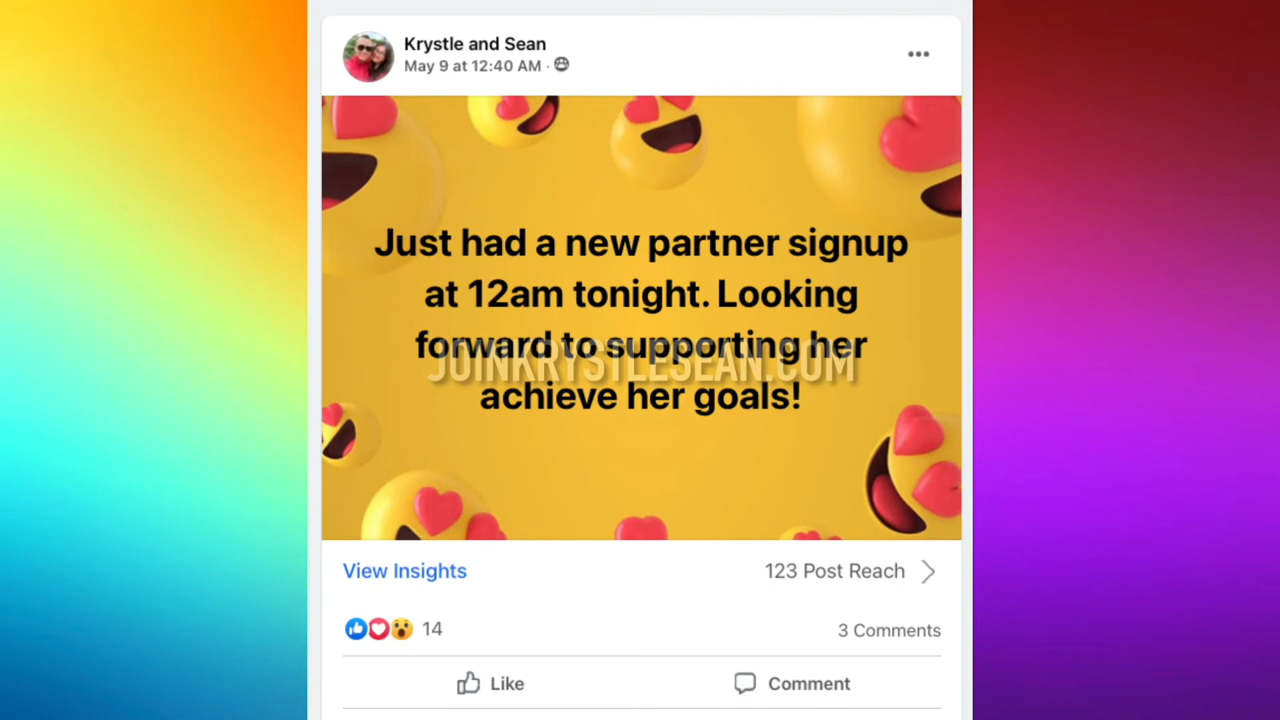 Krystle and Sean
May 9 at 12:40 AM ·
Just had a new partner signup
at 12am tonight. Looking
forward to supporting her
JOINKRYSTLESEAN.COM
achieve her goals!
View Insights
123 Post Reach
14
3 Comments
Like
Comment